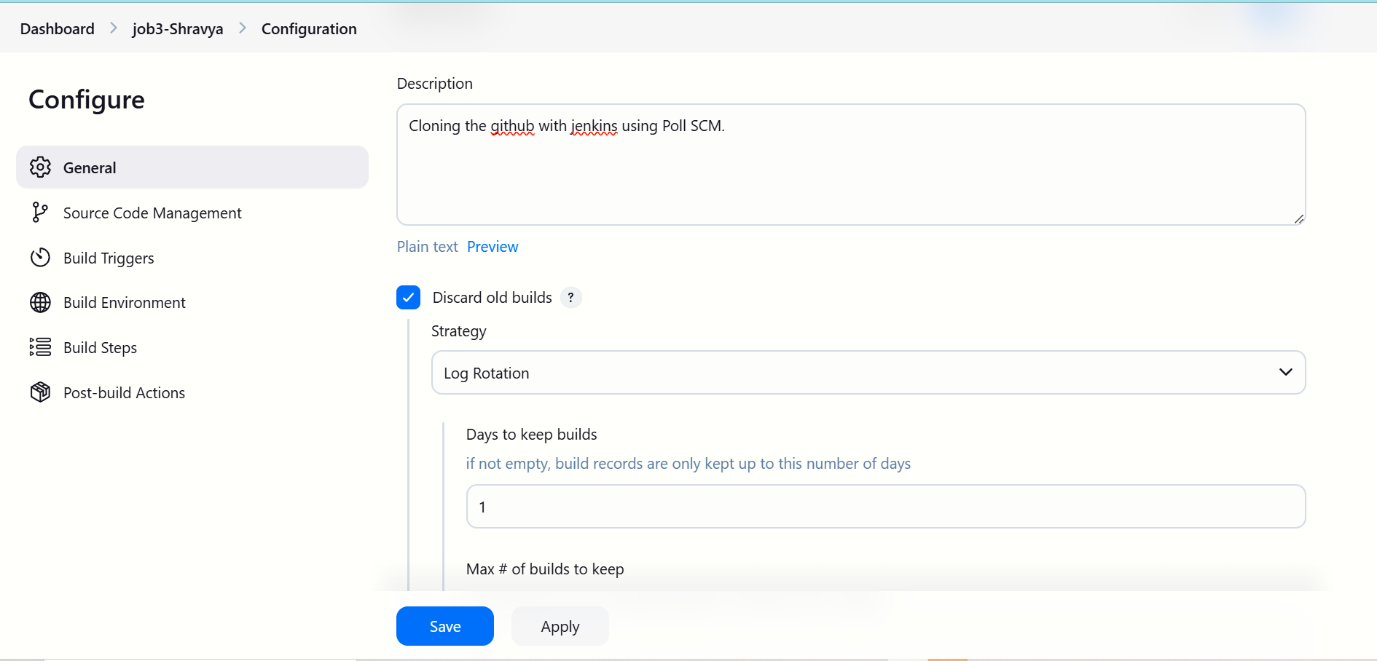 Dashboard > job3-Shravya > Configuration
Configure
General
Source Code Management
Build Triggers
Build Environment
Build Steps
Post-build Actions
Description
Cloning the github with jenkins using Poll SCM.
Plain text Preview
Discard old builds ?
Strategy
Log Rotation
Days to keep builds
if not empty, build records are only kept up to this number of days
1
Max # of builds to keep
Save Apply